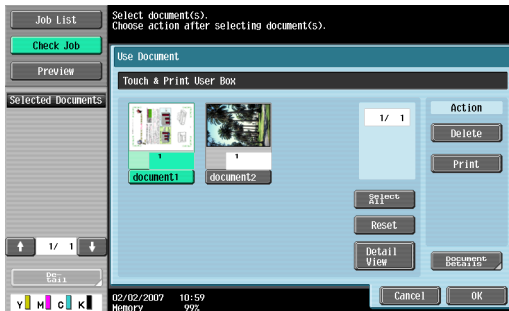 Job List
Check Job
Preview
Selected Documents
1/ 1
De-
tail
Y M C K
Select document(s).
Choose action after selecting document(s).
Use Document
Touch & Print User Box
1
document1
1
document2
1/ 1
Select
All
Reset
Detail
View
Action
Delete
Print
Document
Details
02/02/2007 10:59
Memory 99%
Cancel
OK